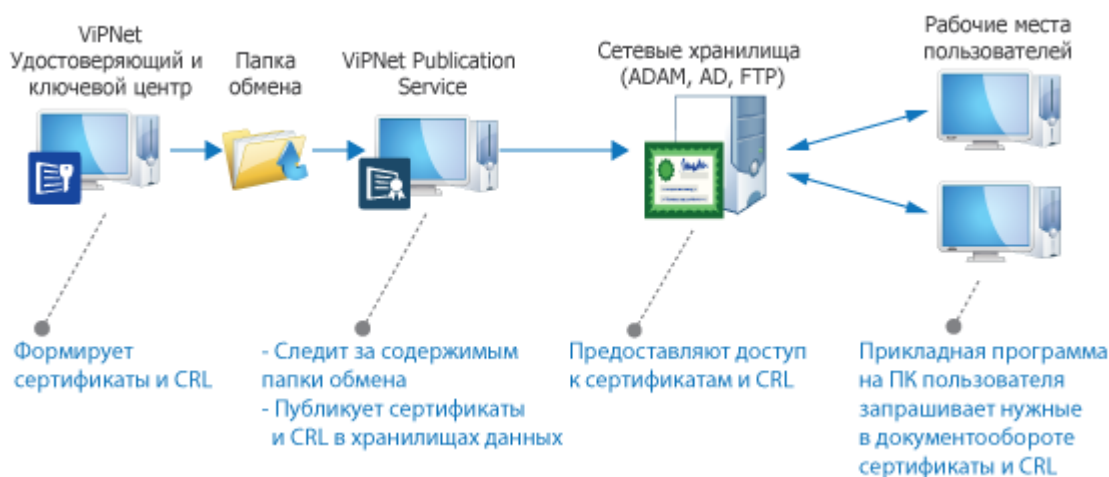 ViPNet
Удостоверяющий и
ключевой центр
Папка
обмена
ViPNet Publication
Service
Сетевые хранилища
(ADAM, AD, FTP)
Рабочие места
пользователей
Формирует
сертификаты и CRL
- Следит за содержимым
папки обмена
- Публикует сертификаты
и CRL в хранилищах данных
Предоставляют доступ
к сертификатам и CRL
Прикладная программа
на ПК пользователя
запрашивает нужные
в документообороте
сертификаты и CRL